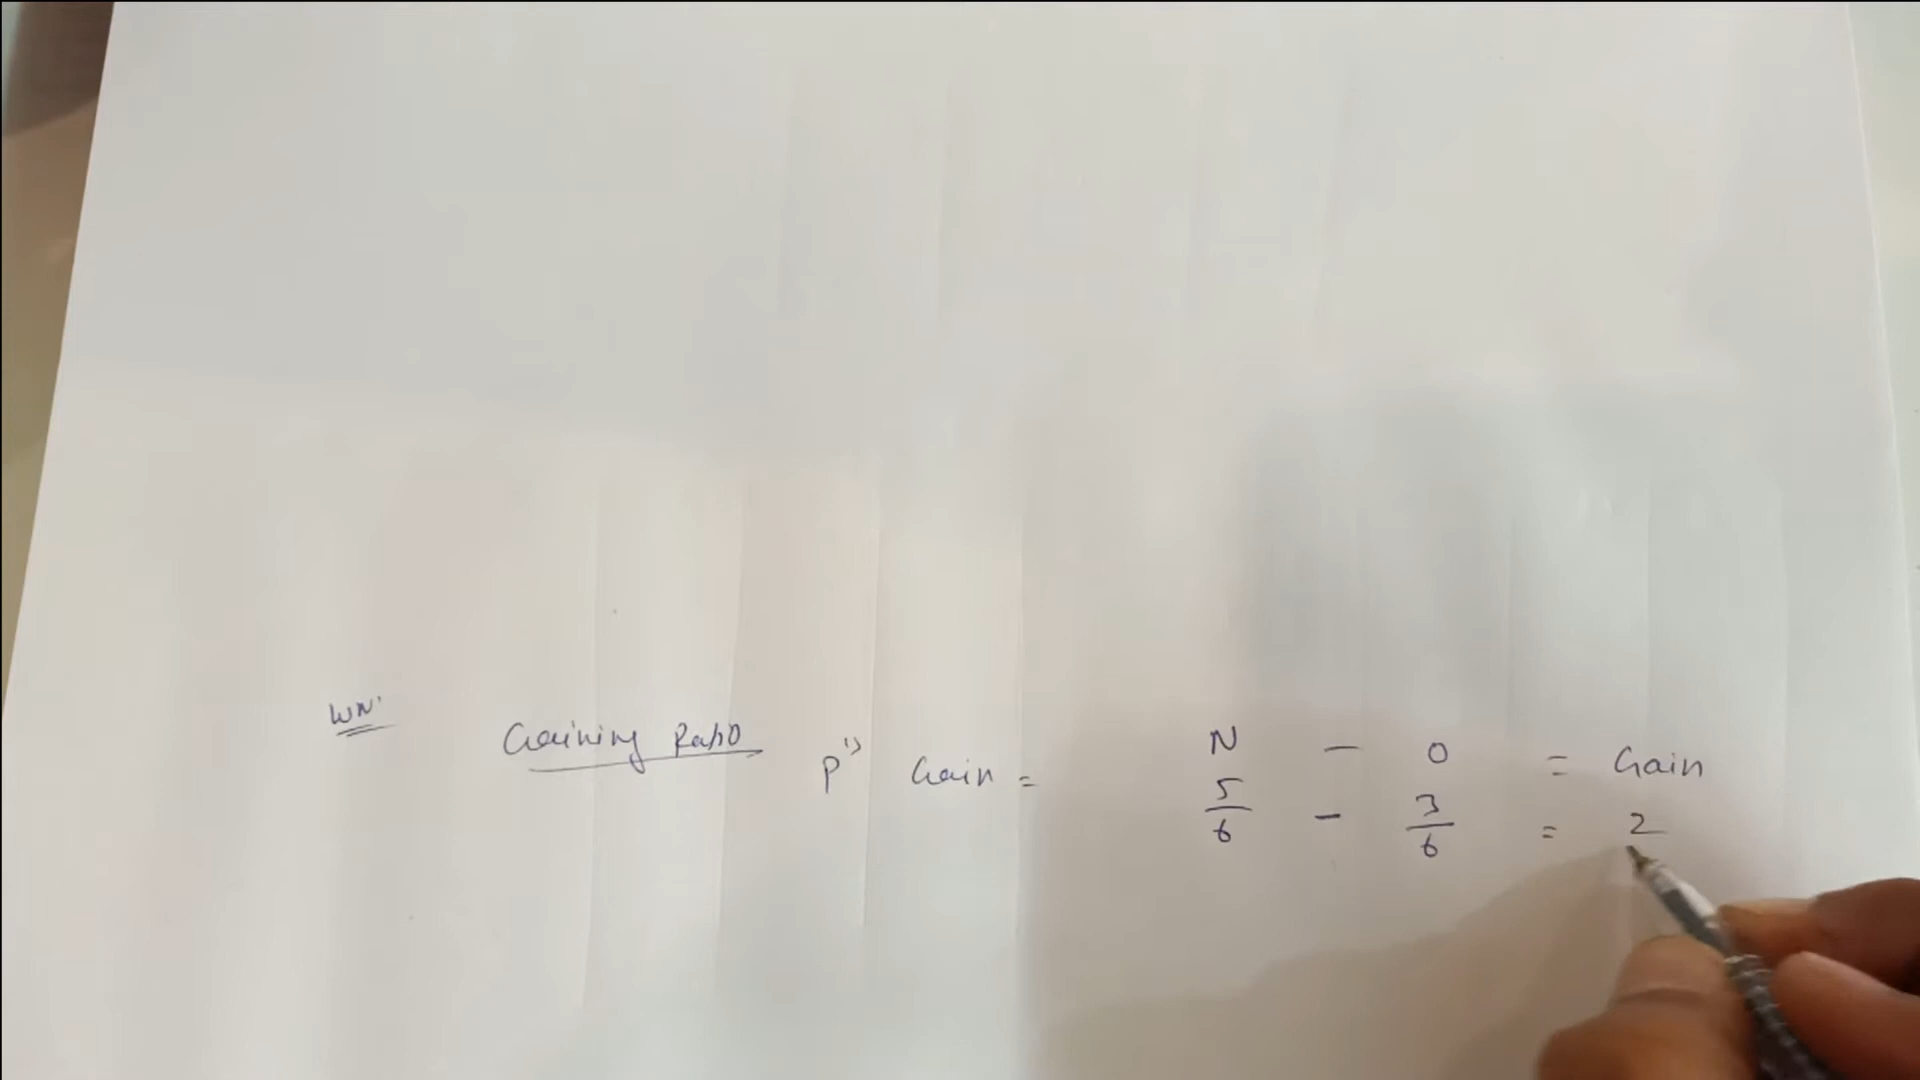 WN'
Gaining Ratio
P's Gain = N - O = Gain
5/6 - 3/6 = 2